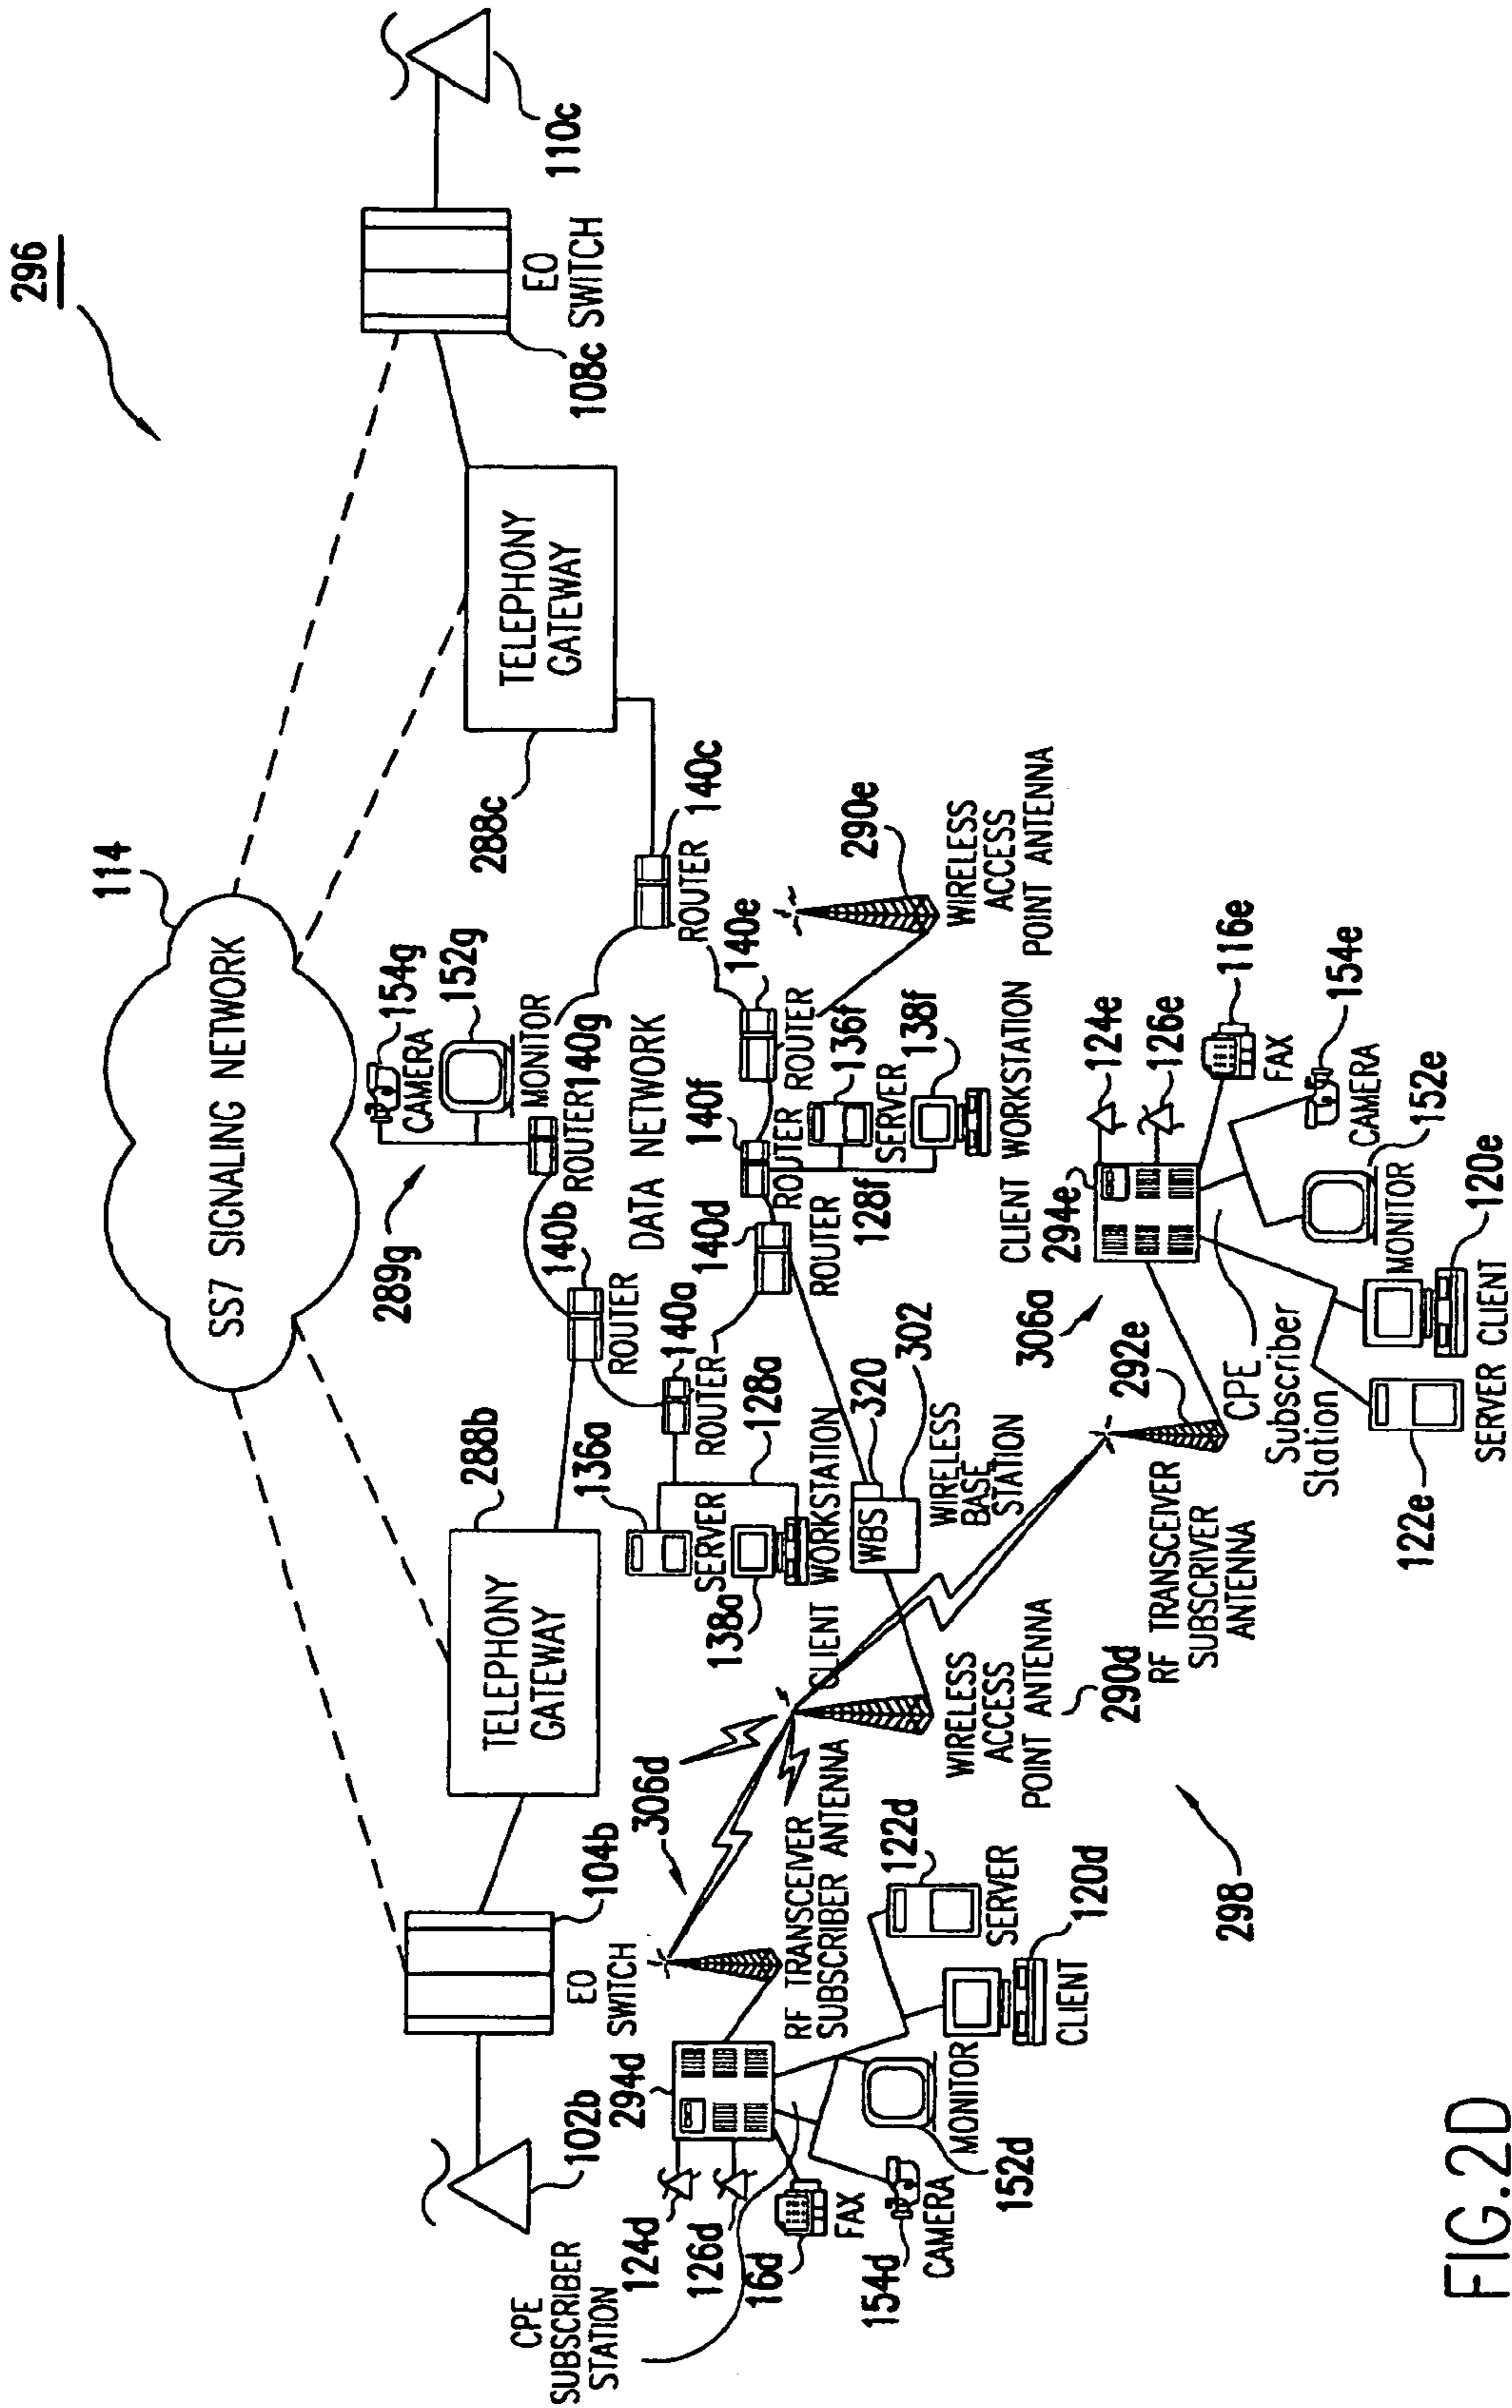 296
114
SS7 SIGNALING NETWORK
110c
EO
SWITCH
108c
TELEPHONY
GATEWAY
288c
154g
CAMERA
152g
MONITOR
289g
ROUTER
140g
140b
ROUTER
DATA NETWORK
140c
ROUTER
288b
TELEPHONY
GATEWAY
104b
EO
SWITCH
102b
136a
SERVER
138a
CLIENT WORKSTATION
128a
140a
ROUTER
140d
ROUTER
140f
ROUTER
140e
ROUTER
136f
SERVER
138f
128f
CLIENT WORKSTATION
290e
WIRELESS
ACCESS
POINT ANTENNA
320
302
WBS
WIRELESS
BASE
STATION
306d
RF TRANSCEIVER
SUBSCRIBER ANTENNA
WIRELESS
ACCESS
POINT ANTENNA
290d
294d
CPE
SUBSCRIBER
STATION
124d
126d
16d
FAX
154d
CAMERA
MONITOR
152d
122d
SERVER
120d
CLIENT
298
306a
292e
RF TRANSCEIVER
SUBSCRIVER
ANTENNA
294e
CPE
Subscriber
Station
124e
126e
116e
FAX
154e
CAMERA
152e
MONITOR
120e
CLIENT
SERVER
122e
FIG.2D